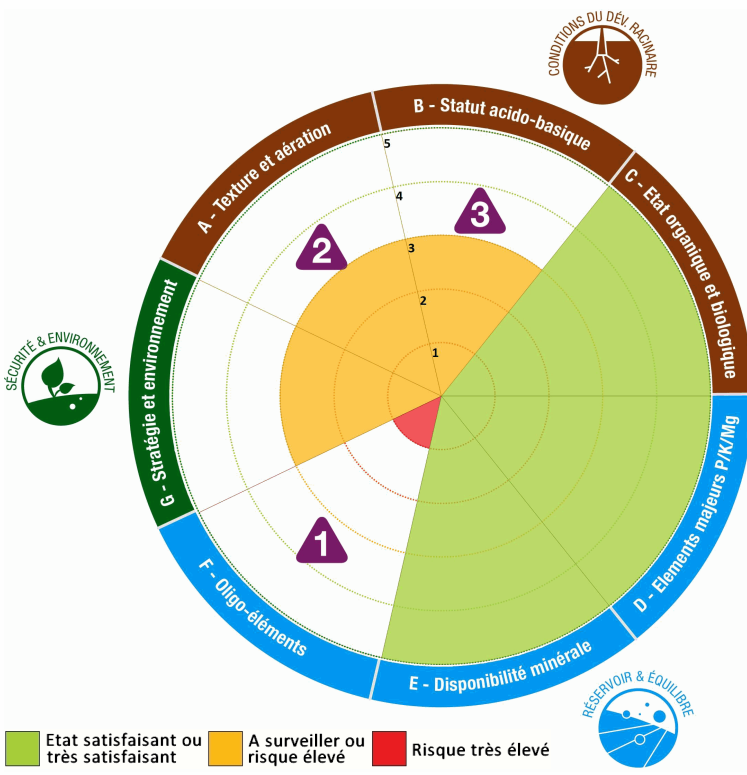 CONDITIONS DU DÉV. RACINAIRE
B - Statut acido-basique
A - Texture et aération
C - Etat organique et biologique
5
4
3
2
1
3
2
1
SÉCURITÉ & ENVIRONNEMENT
G - Stratégie et environnement
D - Elements majeurs P/K/Mg
F - Oligo-éléments
E - Disponibilité minérale
RÉSERVOIR & ÉQUILIBRE
Etat satisfaisant ou
très satisfaisant
A surveiller ou
risque élevé
Risque très élevé